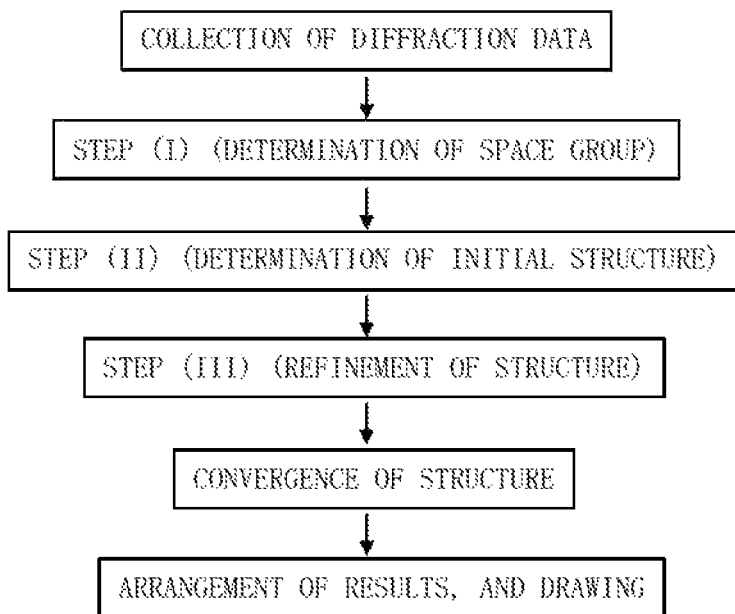 COLLECTION OF DIFFRACTION DATA
STEP (I) (DETERMINATION OF SPACE GROUP)
STEP (II) (DETERMINATION OF INITIAL STRUCTURE)
STEP (III) (REFINEMENT OF STRUCTURE)
CONVERGENCE OF STRUCTURE
ARRANGEMENT OF RESULTS, AND DRAWING